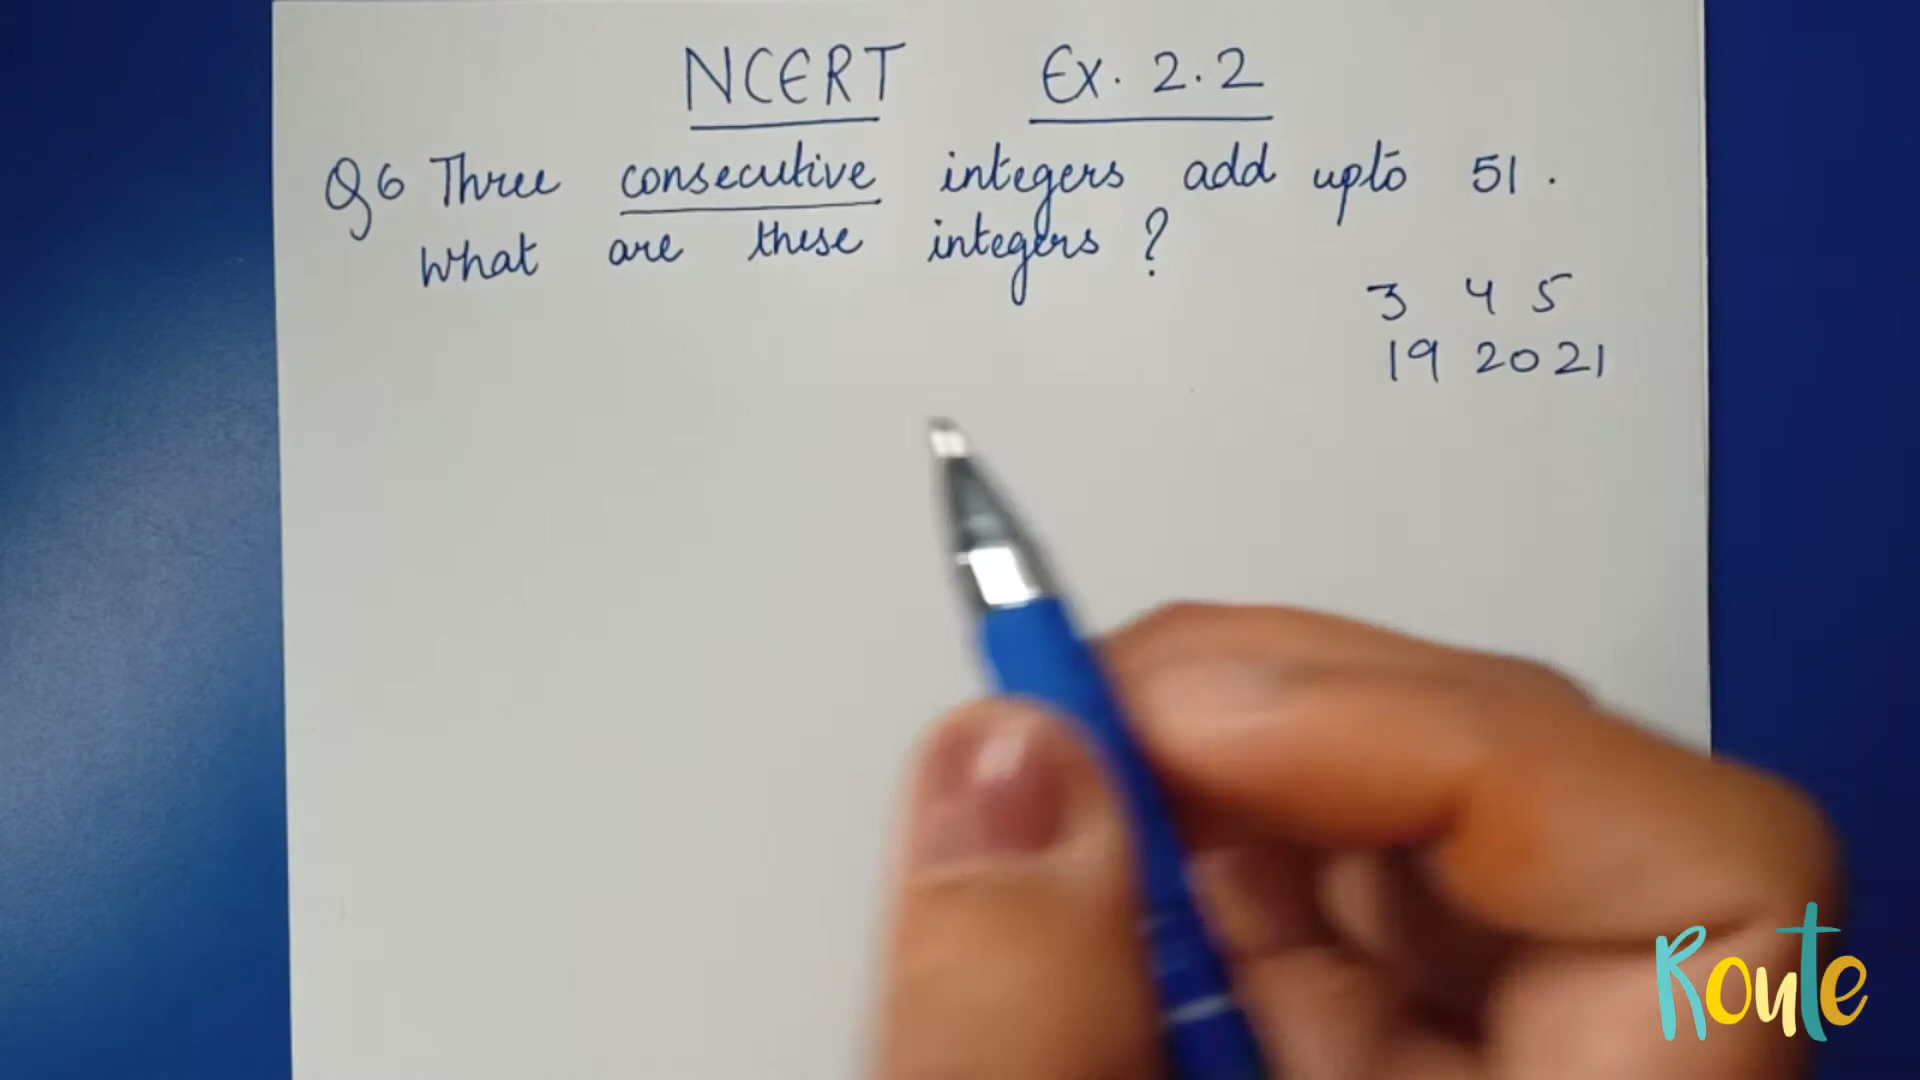 NCERT Ex. 2.2
Q6 Three consecutive integers add upto 51.
What are these integers?
3 4 5
19 20 21
Route